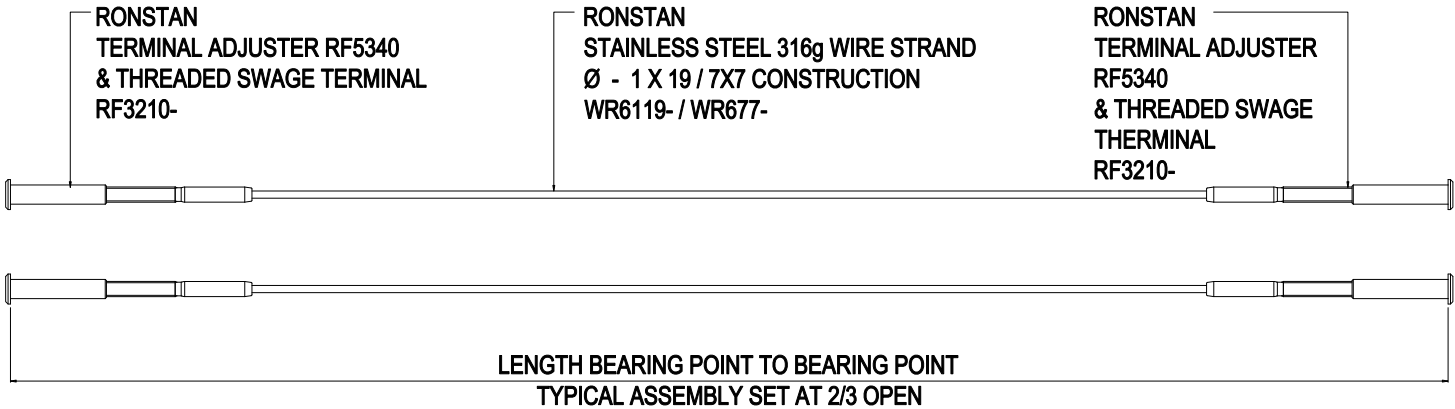 RONSTAN
TERMINAL ADJUSTER RF5340
& THREADED SWAGE TERMINAL
RF3210-
RONSTAN
STAINLESS STEEL 316g WIRE STRAND
Ø - 1 X 19 / 7X7 CONSTRUCTION
WR6119- / WR677-
RONSTAN
TERMINAL ADJUSTER
RF5340
& THREADED SWAGE
THERMINAL
RF3210-
LENGTH BEARING POINT TO BEARING POINT
TYPICAL ASSEMBLY SET AT 2/3 OPEN